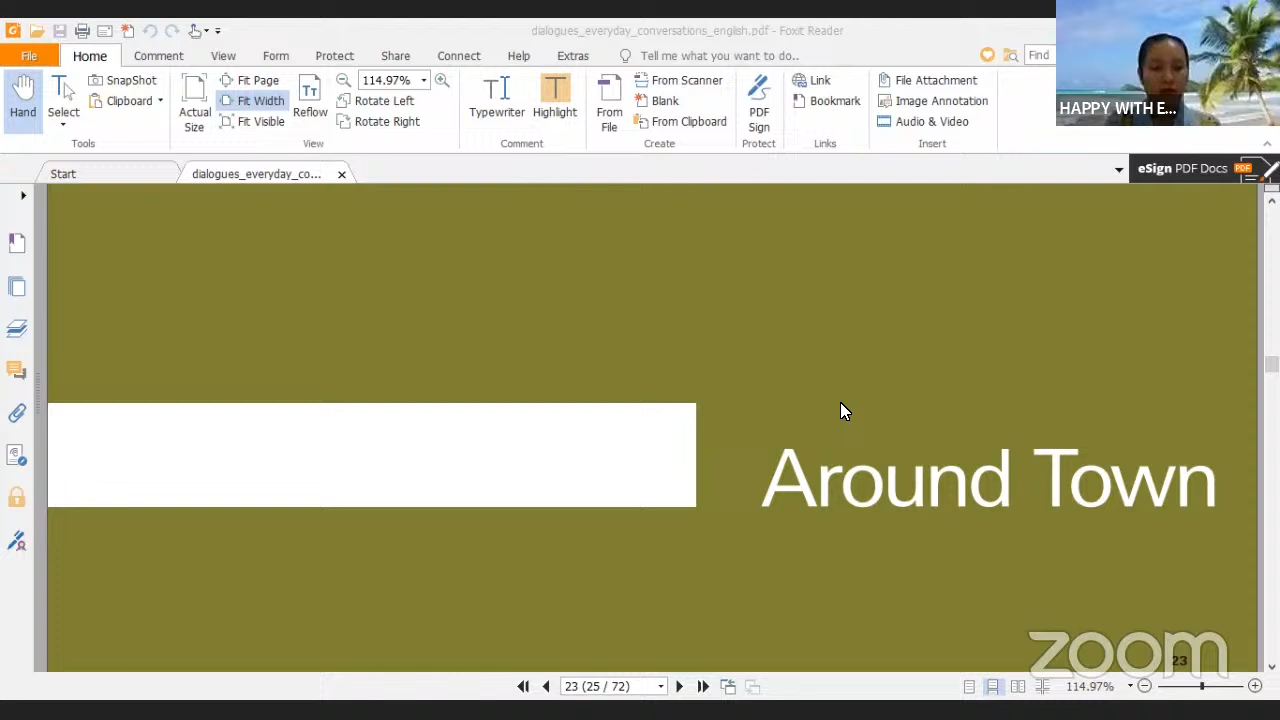 dialogues_everyday_conversations_english.pdf - Foxit Reader
File Home Comment View Form Protect Share Connect Help Extras Tell me what you want to do.. Find
Hand
Select
SnapShot
Clipboard
Tools
Actual Size
Fit Page
Fit Width
Fit Visible
Reflow
114.97%
Rotate Left
Rotate Right
View
Typewriter
Highlight
Comment
From File
From Scanner
Blank
From Clipboard
Create
PDF Sign
Protect
Link
Bookmark
Links
File Attachment
Image Annotation
Audio & Video
Insert
HAPPY WITH E...
Start
dialogues_everyday_co...
eSign PDF Docs
PDF
Around Town
23
zoom
23 (25 / 72)
114.97%